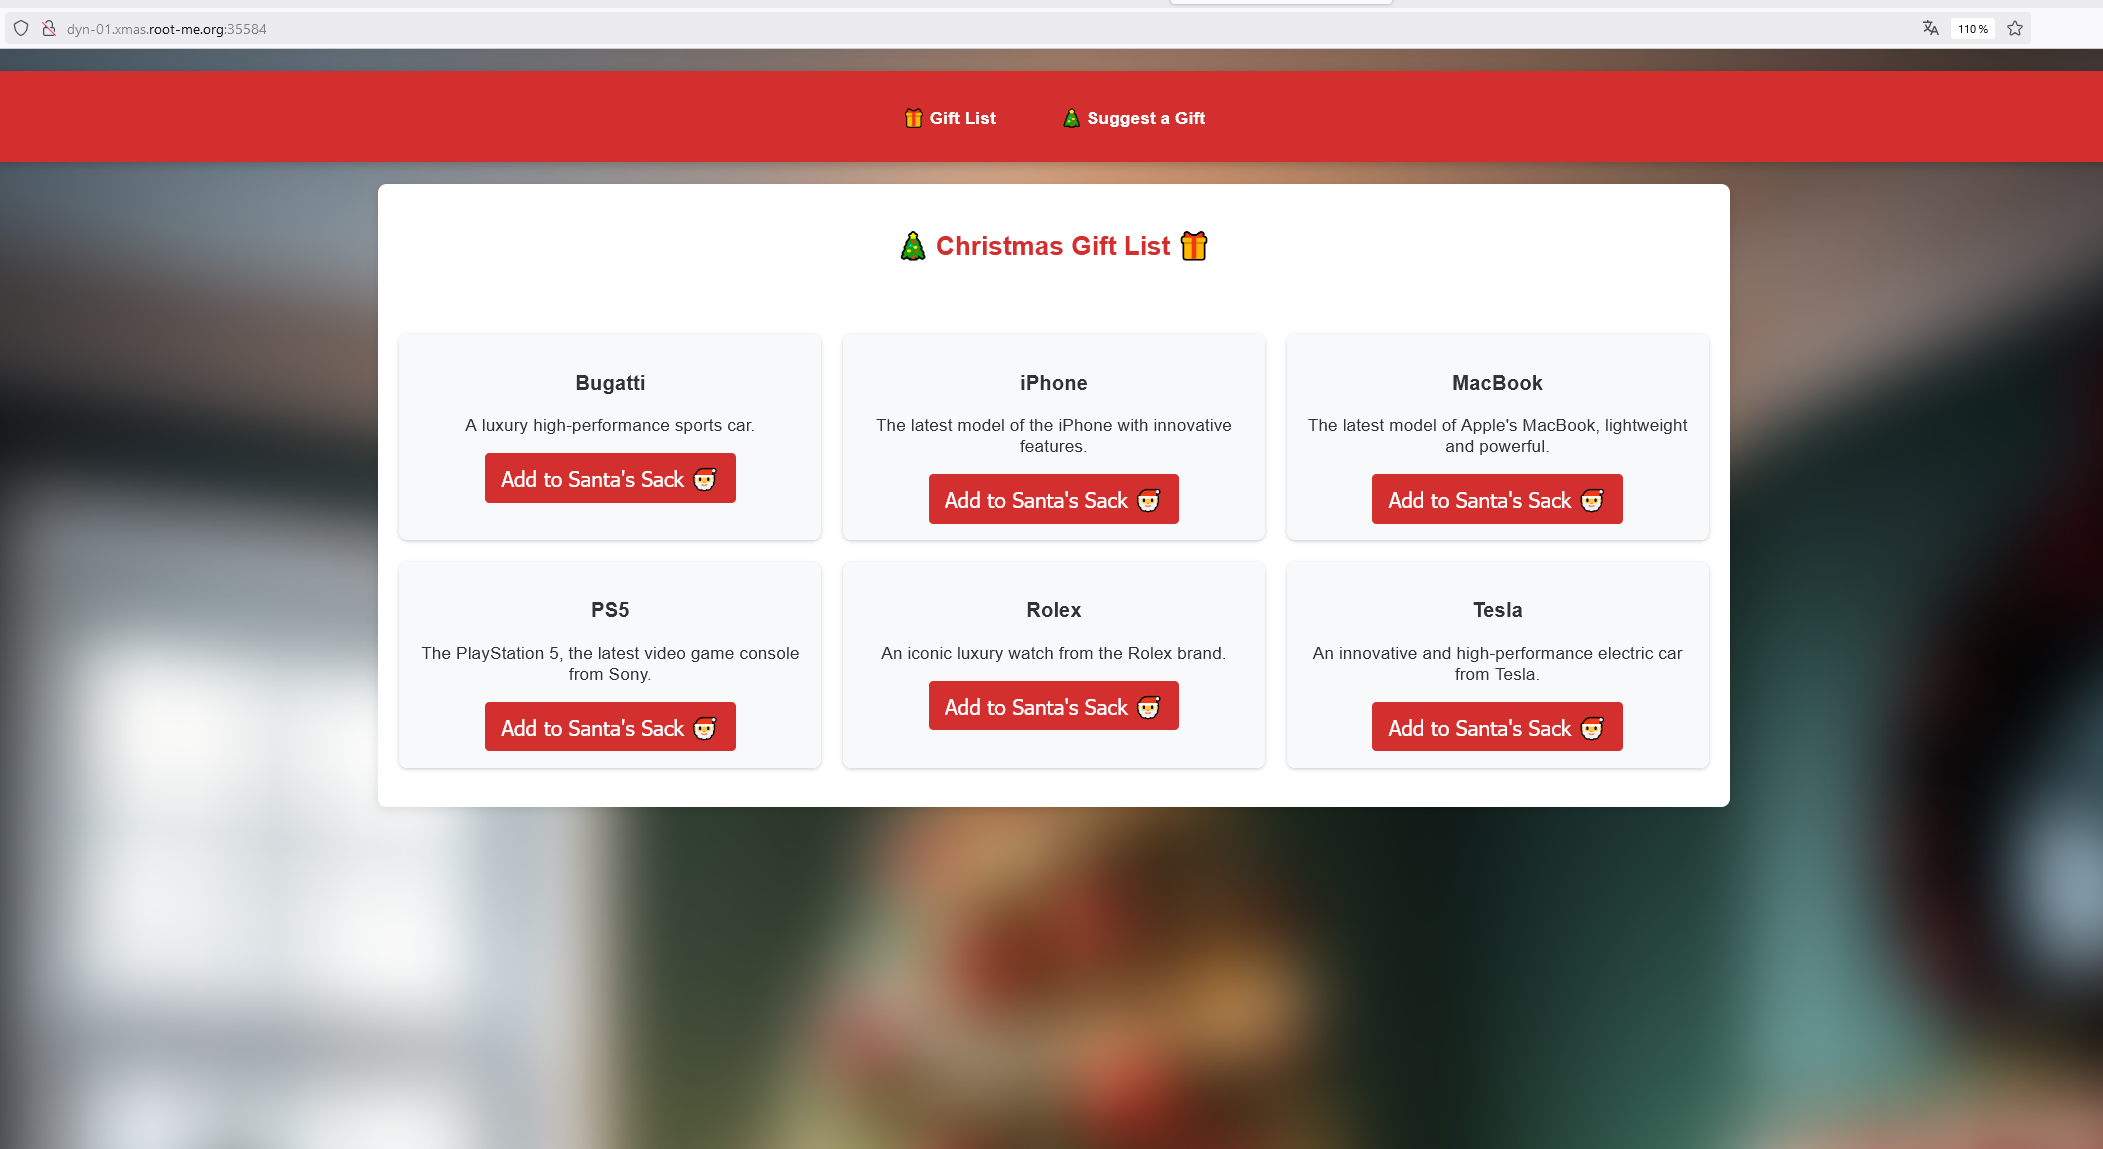 dyn-01.xmas.root-me.org:35584
110%
Gift List
Suggest a Gift
Christmas Gift List
Bugatti
A luxury high-performance sports car.
Add to Santa's Sack
iPhone
The latest model of the iPhone with innovative
features.
Add to Santa's Sack
MacBook
The latest model of Apple's MacBook, lightweight
and powerful.
Add to Santa's Sack
PS5
The PlayStation 5, the latest video game console
from Sony.
Add to Santa's Sack
Rolex
An iconic luxury watch from the Rolex brand.
Add to Santa's Sack
Tesla
An innovative and high-performance electric car
from Tesla.
Add to Santa's Sack